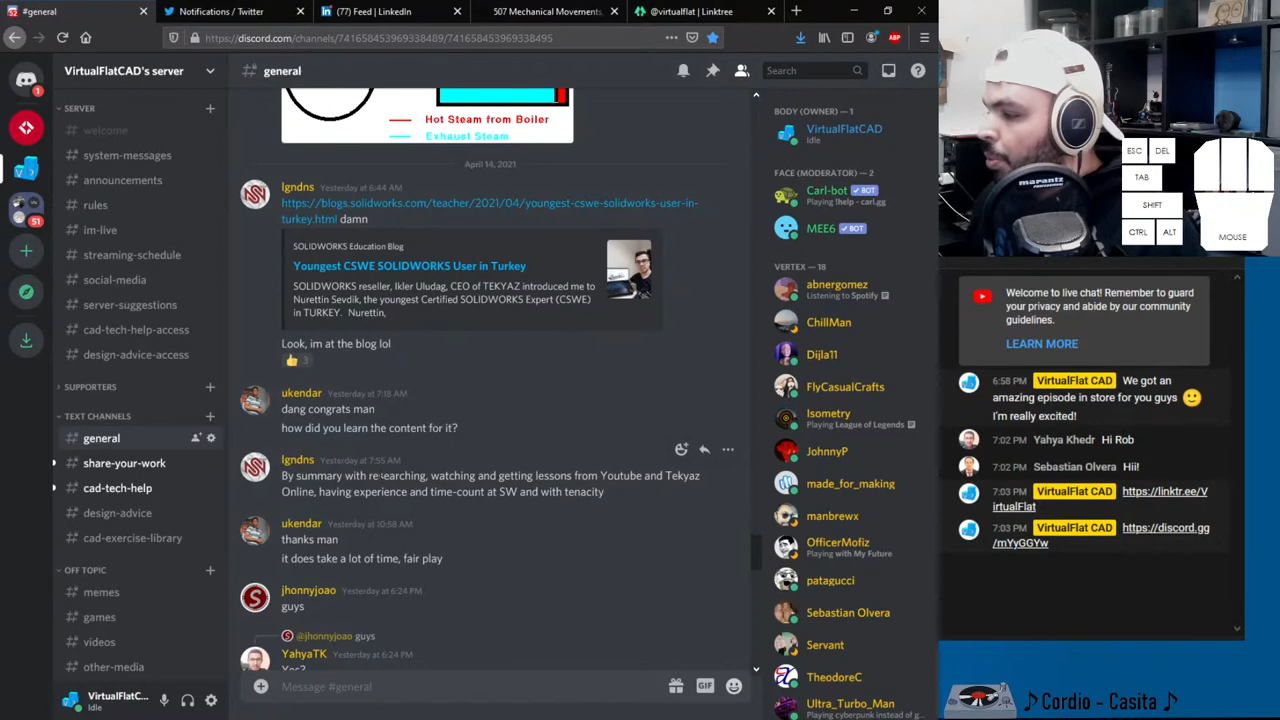 #general
Notifications / Twitter
(77) Feed | LinkedIn
507 Mechanical Movements,
@virtualflat | Linktree
https://discord.com/channels/741658453969338489/741658453969338495
ABP
VirtualFlatCAD's server
general
Search
SERVER
welcome
system-messages
announcements
rules
im-live
streaming-schedule
social-media
server-suggestions
cad-tech-help-access
design-advice-access
SUPPORTERS
TEXT CHANNELS
general
share-your-work
cad-tech-help
design-advice
cad-exercise-library
OFF TOPIC
memes
games
videos
other-media
VirtualFlatC...
Idle
1
51
Hot Steam from Boiler
Exhaust Steam
April 14, 2021
lgndns Yesterday at 6:44 AM
https://blogs.solidworks.com/teacher/2021/04/youngest-cswe-solidworks-user-in-
turkey.html damn
SOLIDWORKS Education Blog
Youngest CSWE SOLIDWORKS User in Turkey
SOLIDWORKS reseller, Ikler Uludag, CEO of TEKYAZ introduced me to
Nurettin Sevdik, the youngest Certified SOLIDWORKS Expert (CSWE)
in TURKEY. Nurettin,
Look, im at the blog lol
3
ukendar Yesterday at 7:18 AM
dang congrats man
how did you learn the content for it?
lgndns Yesterday at 7:55 AM
By summary with researching, watching and getting lessons from Youtube and Tekyaz
Online, having experience and time-count at SW and with tenacity
ukendar Yesterday at 10:58 AM
thanks man
it does take a lot of time, fair play
jhonnyjoao Yesterday at 6:24 PM
guys
@jhonnyjoao guys
YahyaTK Yesterday at 6:24 PM
Yes?
Message #general
GIF
BODY (OWNER) — 1
VirtualFlatCAD
Idle
FACE (MODERATOR) — 2
Carl-bot BOT
Playing !help - carl.gg
MEE6 BOT
VERTEX — 18
abnergomez
Listening to Spotify
ChillMan
Dijla11
FlyCasualCrafts
Isometry
Playing League of Legends
JohnnyP
made_for_making
manbrewx
OfficerMofiz
Playing with My Future
patagucci
Sebastian Olvera
Servant
TheodoreC
Ultra_Turbo_Man
Playing cyberpunk instead of g...
marantz
PROFESSIONAL
ESC
DEL
TAB
SHIFT
CTRL
ALT
MOUSE
Welcome to live chat! Remember to guard
your privacy and abide by our community
guidelines.
LEARN MORE
6:58 PM VirtualFlat CAD We got an
amazing episode in store for you guys
I'm really excited!
7:02 PM Yahya Khedr Hi Rob
7:02 PM Sebastian Olvera Hii!
7:03 PM VirtualFlat CAD https://linktr.ee/V
irtualFlat
7:03 PM VirtualFlat CAD https://discord.gg
/mYyGGYw
♪ Cordio - Casita ♪